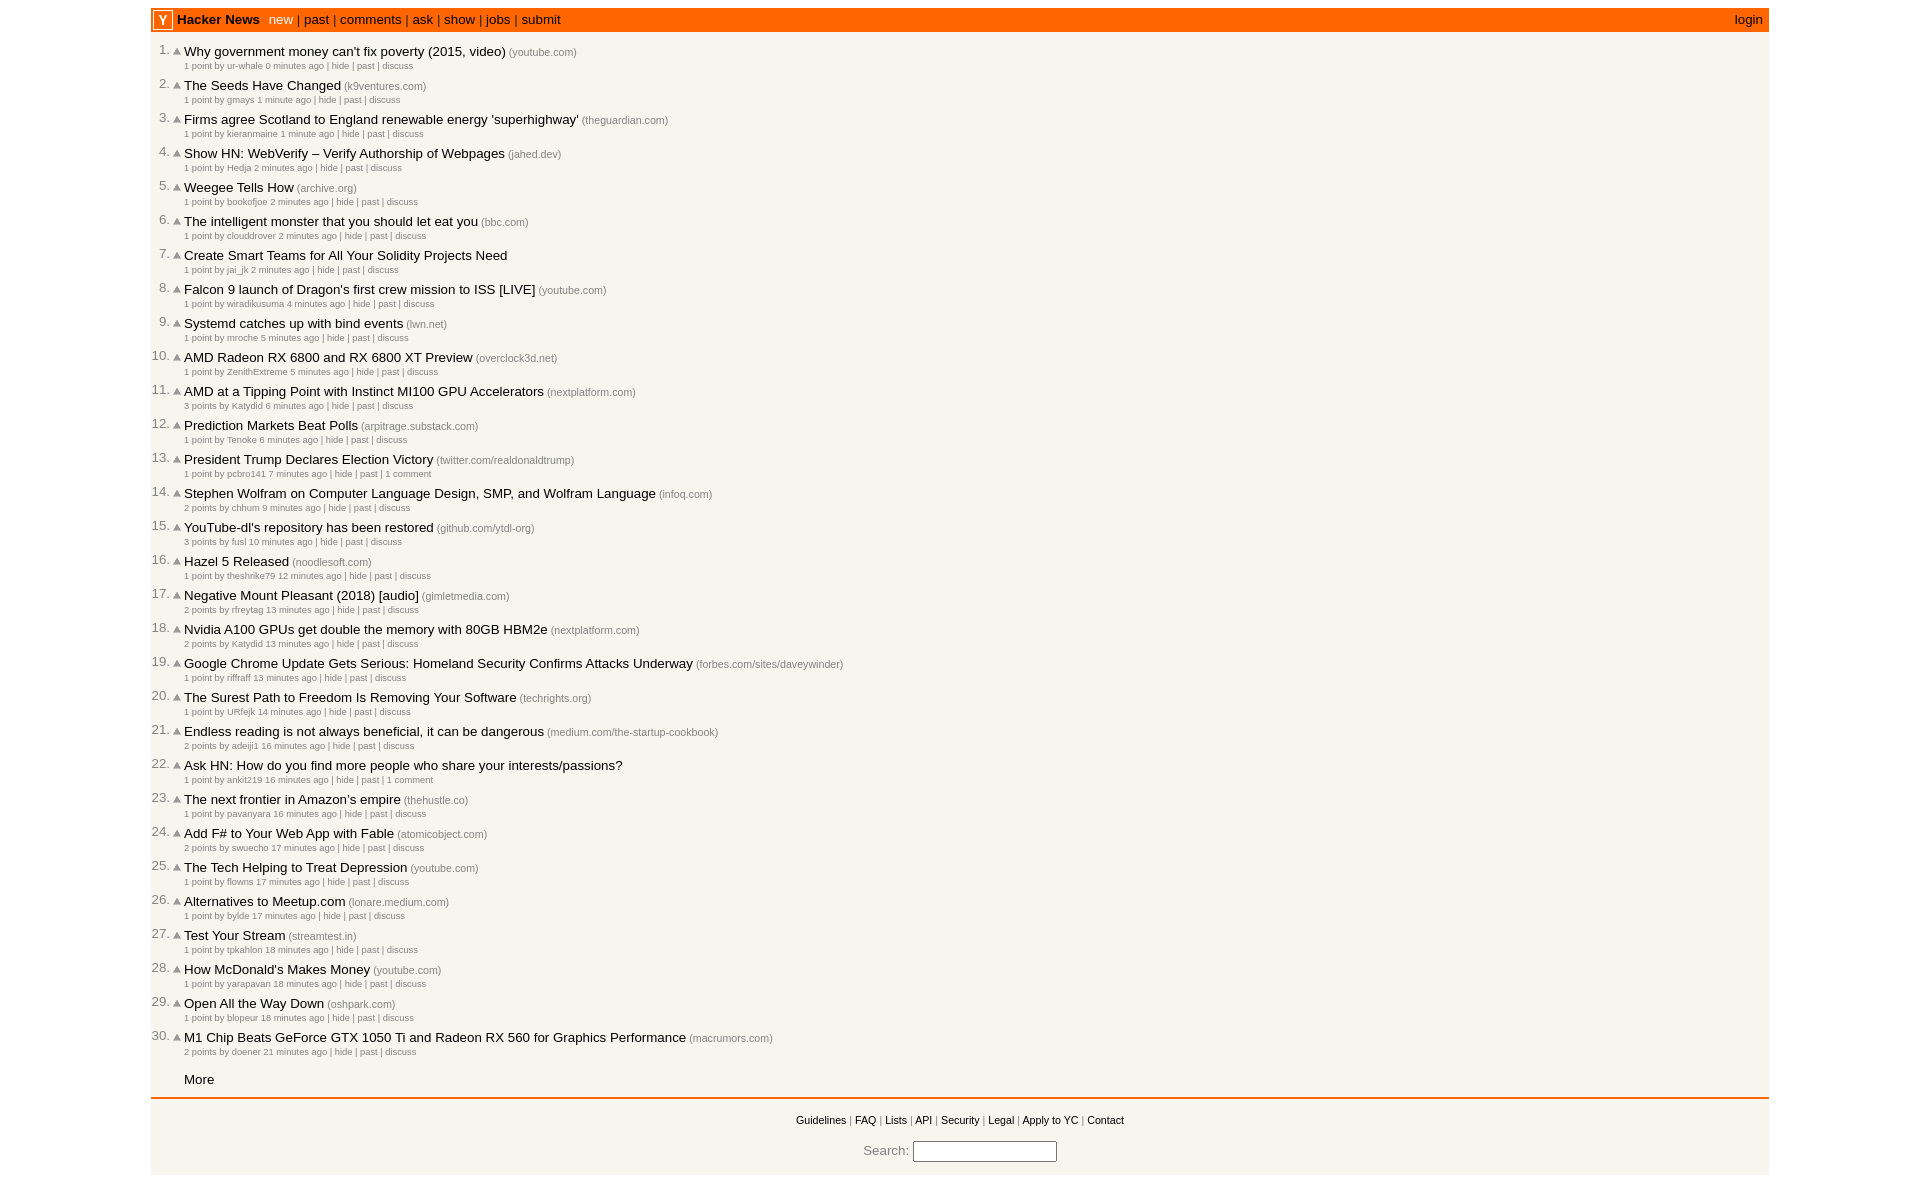 Y Hacker News new | past | comments | ask | show | jobs | submit login
1. Why government money can't fix poverty (2015, video) (youtube.com)
1 point by ur-whale 0 minutes ago | hide | past | discuss
2. The Seeds Have Changed (k9ventures.com)
1 point by gmays 1 minute ago | hide | past | discuss
3. Firms agree Scotland to England renewable energy 'superhighway' (theguardian.com)
1 point by kieranmaine 1 minute ago | hide | past | discuss
4. Show HN: WebVerify – Verify Authorship of Webpages (jahed.dev)
1 point by Hedja 2 minutes ago | hide | past | discuss
5. Weegee Tells How (archive.org)
1 point by bookofjoe 2 minutes ago | hide | past | discuss
6. The intelligent monster that you should let eat you (bbc.com)
1 point by clouddrover 2 minutes ago | hide | past | discuss
7. Create Smart Teams for All Your Solidity Projects Need
1 point by jai_jk 2 minutes ago | hide | past | discuss
8. Falcon 9 launch of Dragon's first crew mission to ISS [LIVE] (youtube.com)
1 point by wiradikusuma 4 minutes ago | hide | past | discuss
9. Systemd catches up with bind events (lwn.net)
1 point by mroche 5 minutes ago | hide | past | discuss
10. AMD Radeon RX 6800 and RX 6800 XT Preview (overclock3d.net)
1 point by ZenithExtreme 5 minutes ago | hide | past | discuss
11. AMD at a Tipping Point with Instinct MI100 GPU Accelerators (nextplatform.com)
3 points by Katydid 6 minutes ago | hide | past | discuss
12. Prediction Markets Beat Polls (arpitrage.substack.com)
1 point by Tenoke 6 minutes ago | hide | past | discuss
13. President Trump Declares Election Victory (twitter.com/realdonaldtrump)
1 point by pcbro141 7 minutes ago | hide | past | 1 comment
14. Stephen Wolfram on Computer Language Design, SMP, and Wolfram Language (infoq.com)
2 points by chhum 9 minutes ago | hide | past | discuss
15. YouTube-dl's repository has been restored (github.com/ytdl-org)
3 points by fusl 10 minutes ago | hide | past | discuss
16. Hazel 5 Released (noodlesoft.com)
1 point by theshrike79 12 minutes ago | hide | past | discuss
17. Negative Mount Pleasant (2018) [audio] (gimletmedia.com)
2 points by rfreytag 13 minutes ago | hide | past | discuss
18. Nvidia A100 GPUs get double the memory with 80GB HBM2e (nextplatform.com)
2 points by Katydid 13 minutes ago | hide | past | discuss
19. Google Chrome Update Gets Serious: Homeland Security Confirms Attacks Underway (forbes.com/sites/daveywinder)
1 point by riffraff 13 minutes ago | hide | past | discuss
20. The Surest Path to Freedom Is Removing Your Software (techrights.org)
1 point by URfejk 14 minutes ago | hide | past | discuss
21. Endless reading is not always beneficial, it can be dangerous (medium.com/the-startup-cookbook)
2 points by adeiji1 16 minutes ago | hide | past | discuss
22. Ask HN: How do you find more people who share your interests/passions?
1 point by ankit219 16 minutes ago | hide | past | 1 comment
23. The next frontier in Amazon’s empire (thehustle.co)
1 point by pavanyara 16 minutes ago | hide | past | discuss
24. Add F# to Your Web App with Fable (atomicobject.com)
2 points by swuecho 17 minutes ago | hide | past | discuss
25. The Tech Helping to Treat Depression (youtube.com)
1 point by flowns 17 minutes ago | hide | past | discuss
26. Alternatives to Meetup.com (lonare.medium.com)
1 point by bylde 17 minutes ago | hide | past | discuss
27. Test Your Stream (streamtest.in)
1 point by tpkahlon 18 minutes ago | hide | past | discuss
28. How McDonald's Makes Money (youtube.com)
1 point by yarapavan 18 minutes ago | hide | past | discuss
29. Open All the Way Down (oshpark.com)
1 point by blopeur 18 minutes ago | hide | past | discuss
30. M1 Chip Beats GeForce GTX 1050 Ti and Radeon RX 560 for Graphics Performance (macrumors.com)
2 points by doener 21 minutes ago | hide | past | discuss
More
Guidelines | FAQ | Lists | API | Security | Legal | Apply to YC | Contact
Search: